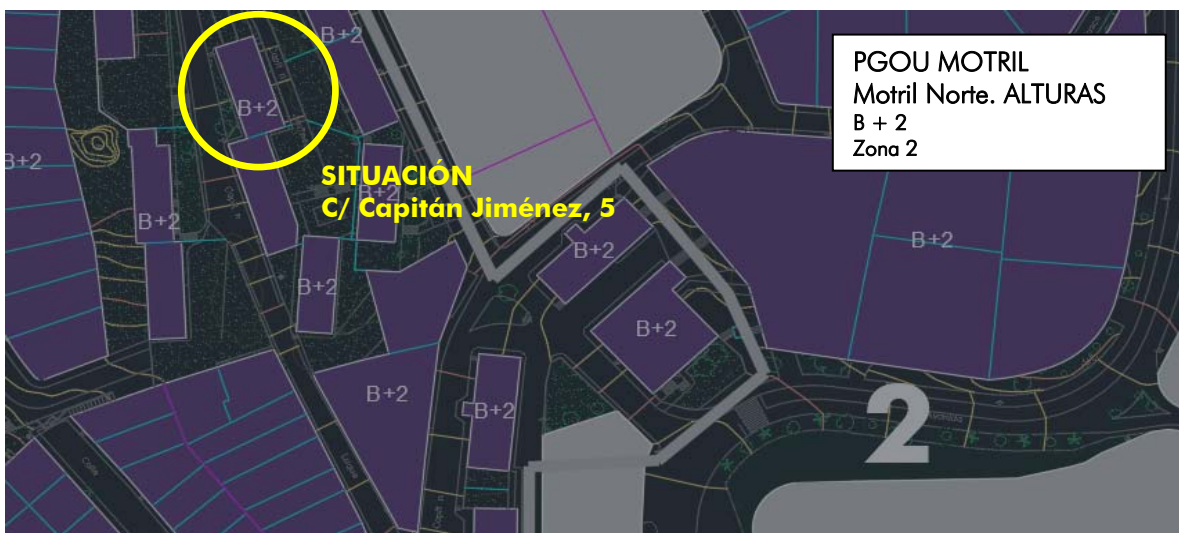 B+2
PGOU MOTRIL
Motril Norte. ALTURAS
B + 2
Zona 2
B+2
B+2
SITUACIÓN
B+2
C/ Capitán Jiménez, 5
B+2
B+2
B+2
B+2
B+2
B+2
B+2
2
Calle